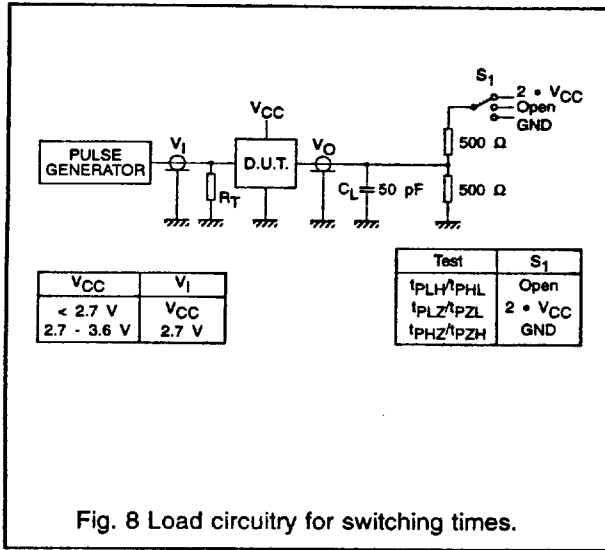 S1
2 • VCC
Open
GND
VCC
500 Ω
PULSE GENERATOR
VI
D.U.T.
VO
RT
CL
50 pF
500 Ω
VCC VI
< 2.7 V VCC
2.7 - 3.6 V 2.7 V
Test S1
tPLH/tPHL Open
tPLZ/tPZL 2 • VCC
tPHZ/tPZH GND
Fig. 8 Load circuitry for switching times.